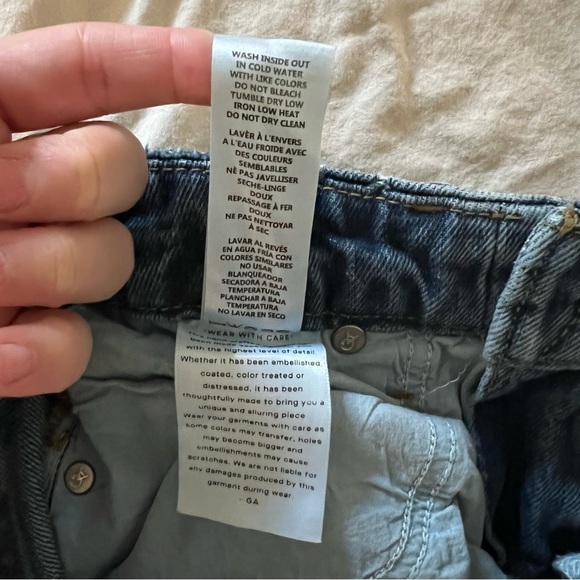 WASH INSIDE OUT
IN COLD WATER
WITH LIKE COLORS
DO NOT BLEACH
TUMBLE DRY LOW
IRON LOW HEAT
DO NOT DRY CLEAN
LAVÈR À L'ENVERS
A L'EAU FROIDE AVEC
DES COULEURS
SEMBLABLES
NÈ PAS JAVELLISER
SECHE-LINGE
DOUX
REPASSAGE À FER
DOUX
NE PAS NETTOYER
À SEC
LAVAR AL REVÉS
EN AGUA FRÍA CON
COLORES SIMILARES
NO USAR
BLANQUEADOR
SECADORA A BAJA
TEMPERATURA
PLANCHAR A BAJA
TEMPERATURA
NO LAVAR EN SECO
"WEAR WITH CARE"
been made
with the highest level of detail.
Whether it has been embellished,
coated, color treated or
distressed, it has been
thoughtfully made to bring you a
unique and alluring piece
Wear your garments with care as
some colors may transfer, holes
may become bigger and
embellishments may cause
scratches. We are not liable for
any damages produced by this
garment during wear.
- GA